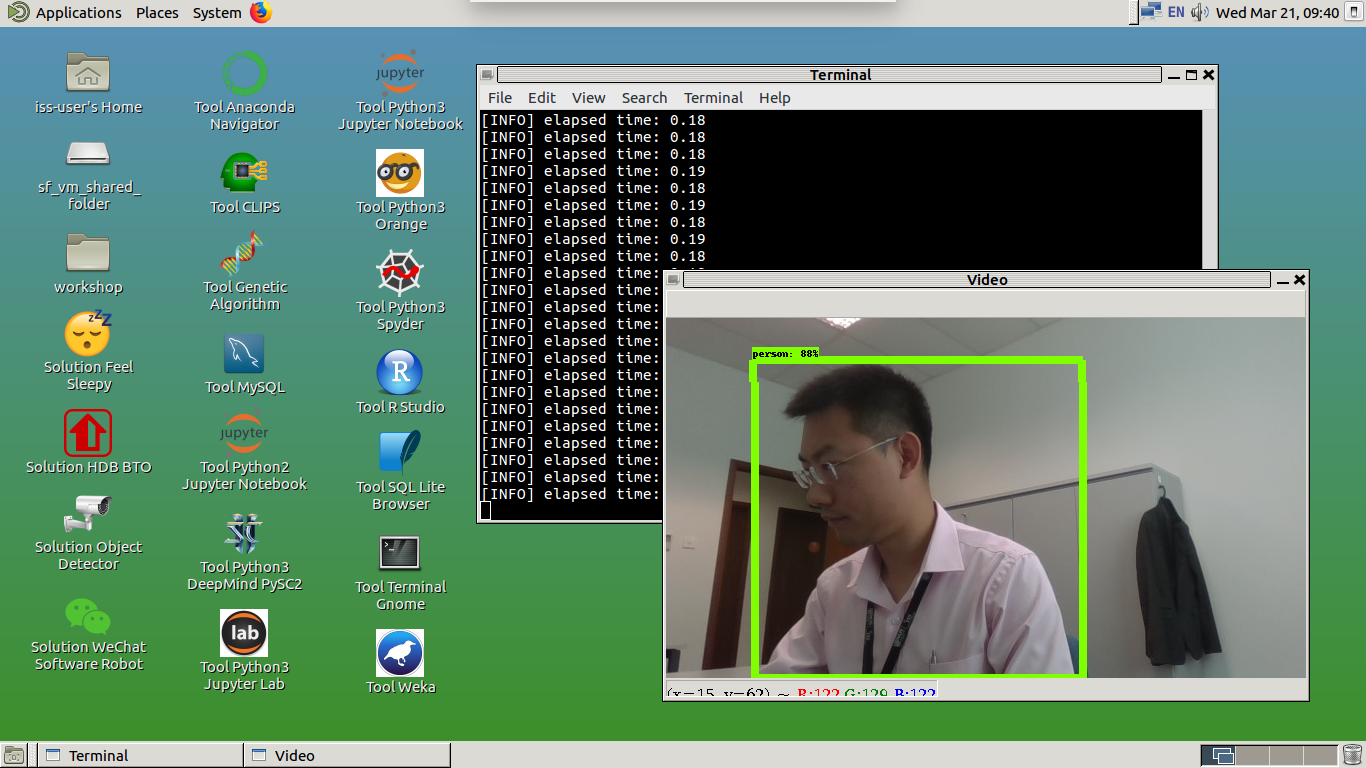 Applications Places System
EN Wed Mar 21, 09:40
iss-user's Home
sf_vm_shared_
folder
workshop
Solution Feel
Sleepy
Solution HDB BTO
Solution Object
Detector
Solution WeChat
Software Robot
Tool Anaconda
Navigator
Tool CLIPS
Tool Genetic
Algorithm
Tool MySQL
jupyter
Tool Python2
Jupyter Notebook
Tool Python3
DeepMind PySC2
lab
Tool Python3
Jupyter Lab
jupyter
Tool Python3
Jupyter Notebook
Tool Python3
Orange
Tool Python3
Spyder
R
Tool R Studio
Tool SQL Lite
Browser
Tool Terminal
Gnome
Tool Weka
Terminal
File Edit View Search Terminal Help
[INFO] elapsed time: 0.18
[INFO] elapsed time: 0.18
[INFO] elapsed time: 0.18
[INFO] elapsed time: 0.19
[INFO] elapsed time: 0.18
[INFO] elapsed time: 0.19
[INFO] elapsed time: 0.18
[INFO] elapsed time: 0.19
[INFO] elapsed time: 0.18
[INFO] elapsed time:
[INFO] elapsed time:
[INFO] elapsed time:
[INFO] elapsed time:
[INFO] elapsed time:
[INFO] elapsed time:
[INFO] elapsed time:
[INFO] elapsed time:
[INFO] elapsed time:
[INFO] elapsed time:
[INFO] elapsed time:
[INFO] elapsed time:
[INFO] elapsed time:
[INFO] elapsed time:
Video
person: 88%
(x=15, y=62) ~ R:122 G:129 B:122
Terminal
Video